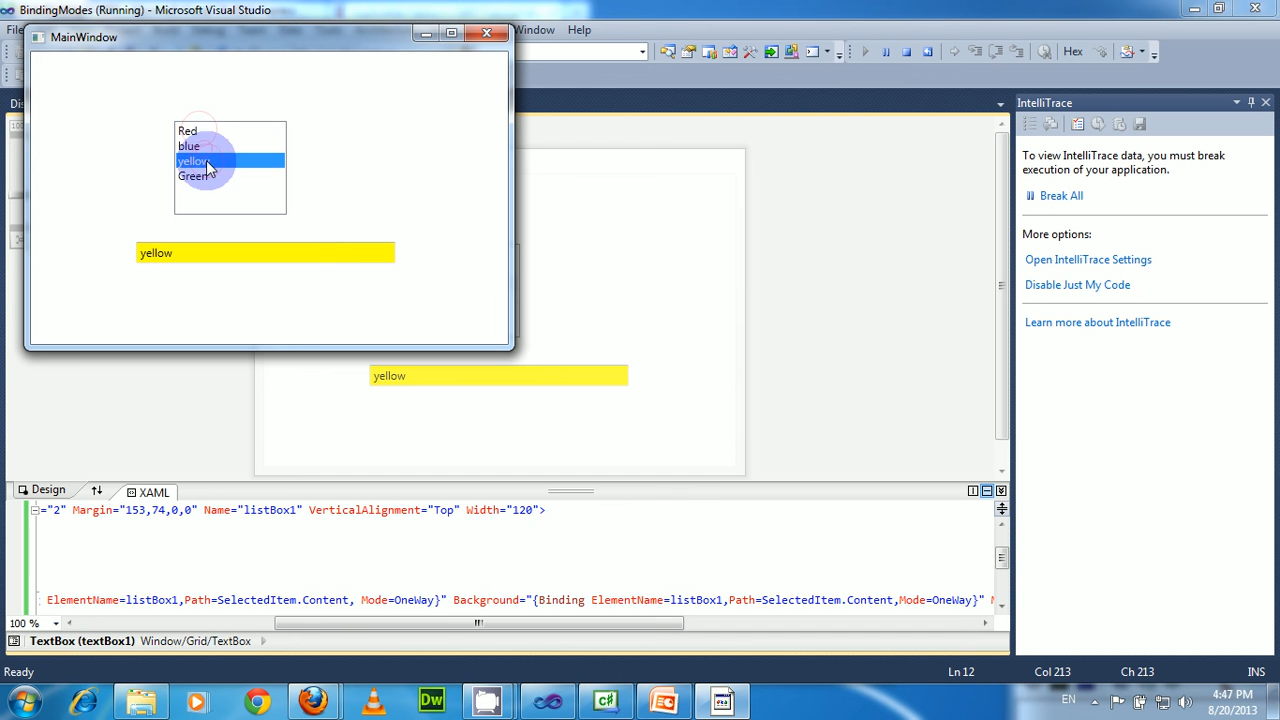 BindingModes (Running) - Microsoft Visual Studio
File
Window Help
MainWindow
Hex
IntelliTrace
Red
blue
yellow
Green
yellow
To view IntelliTrace data, you must break
execution of your application.
Break All
More options:
Open IntelliTrace Settings
Disable Just My Code
Learn more about IntelliTrace
yellow
Design
XAML
="2" Margin="153,74,0,0" Name="listBox1" VerticalAlignment="Top" Width="120">
ElementName=listBox1,Path=SelectedItem.Content, Mode=OneWay}" Background="{Binding ElementName=listBox1,Path=SelectedItem.Content,Mode=OneWay}"
100 %
TextBox (textBox1) Window/Grid/TextBox
Ready
Ln 12 Col 213 Ch 213 INS
EN
4:47 PM
8/20/2013